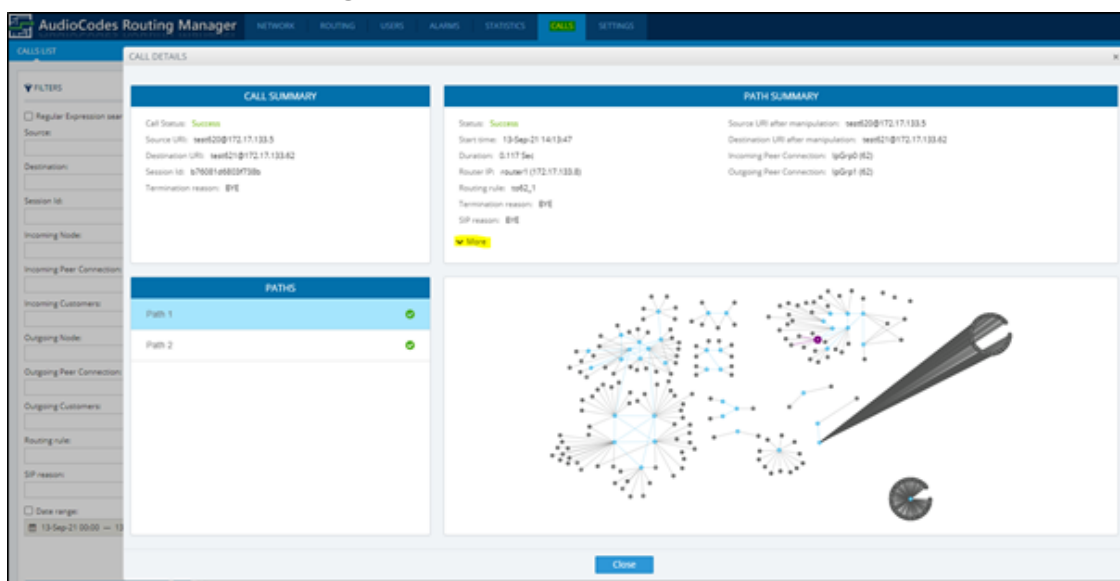 AudioCodes Routing Manager
NETWORK
ROUTING
USERS
ALARMS
STATISTICS
CALLS
SETTINGS
CALLS LIST
CALL DETAILS
×
FILTERS
Regular Expression sear
Source:
Destination:
Session Id:
Incoming Node:
Incoming Peer Connection:
Incoming Customers:
Outgoing Node:
Outgoing Peer Connection:
Outgoing Customers:
Routing rule:
SIP reason:
Date range:
13-Sep-21 00:00 — 13
CALL SUMMARY
Call Status: Success
Source URI: test620@172.17.133.5
Destination URI: test621@172.17.133.62
Session Id: b76081d6803f738b
Termination reason: BYE
PATH SUMMARY
Status: Success
Start time: 13-Sep-21 14:13:47
Duration: 0.117 Sec
Router IP: router1 (172.17.133.8)
Routing rule: to62_1
Termination reason: BYE
SIP reason: BYE
More
Source URI after manipulation: test620@172.17.133.5
Destination URI after manipulation: test621@172.17.133.62
Incoming Peer Connection: IpGrp0 (62)
Outgoing Peer Connection: IpGrp1 (62)
PATHS
Path 1
Path 2
Close